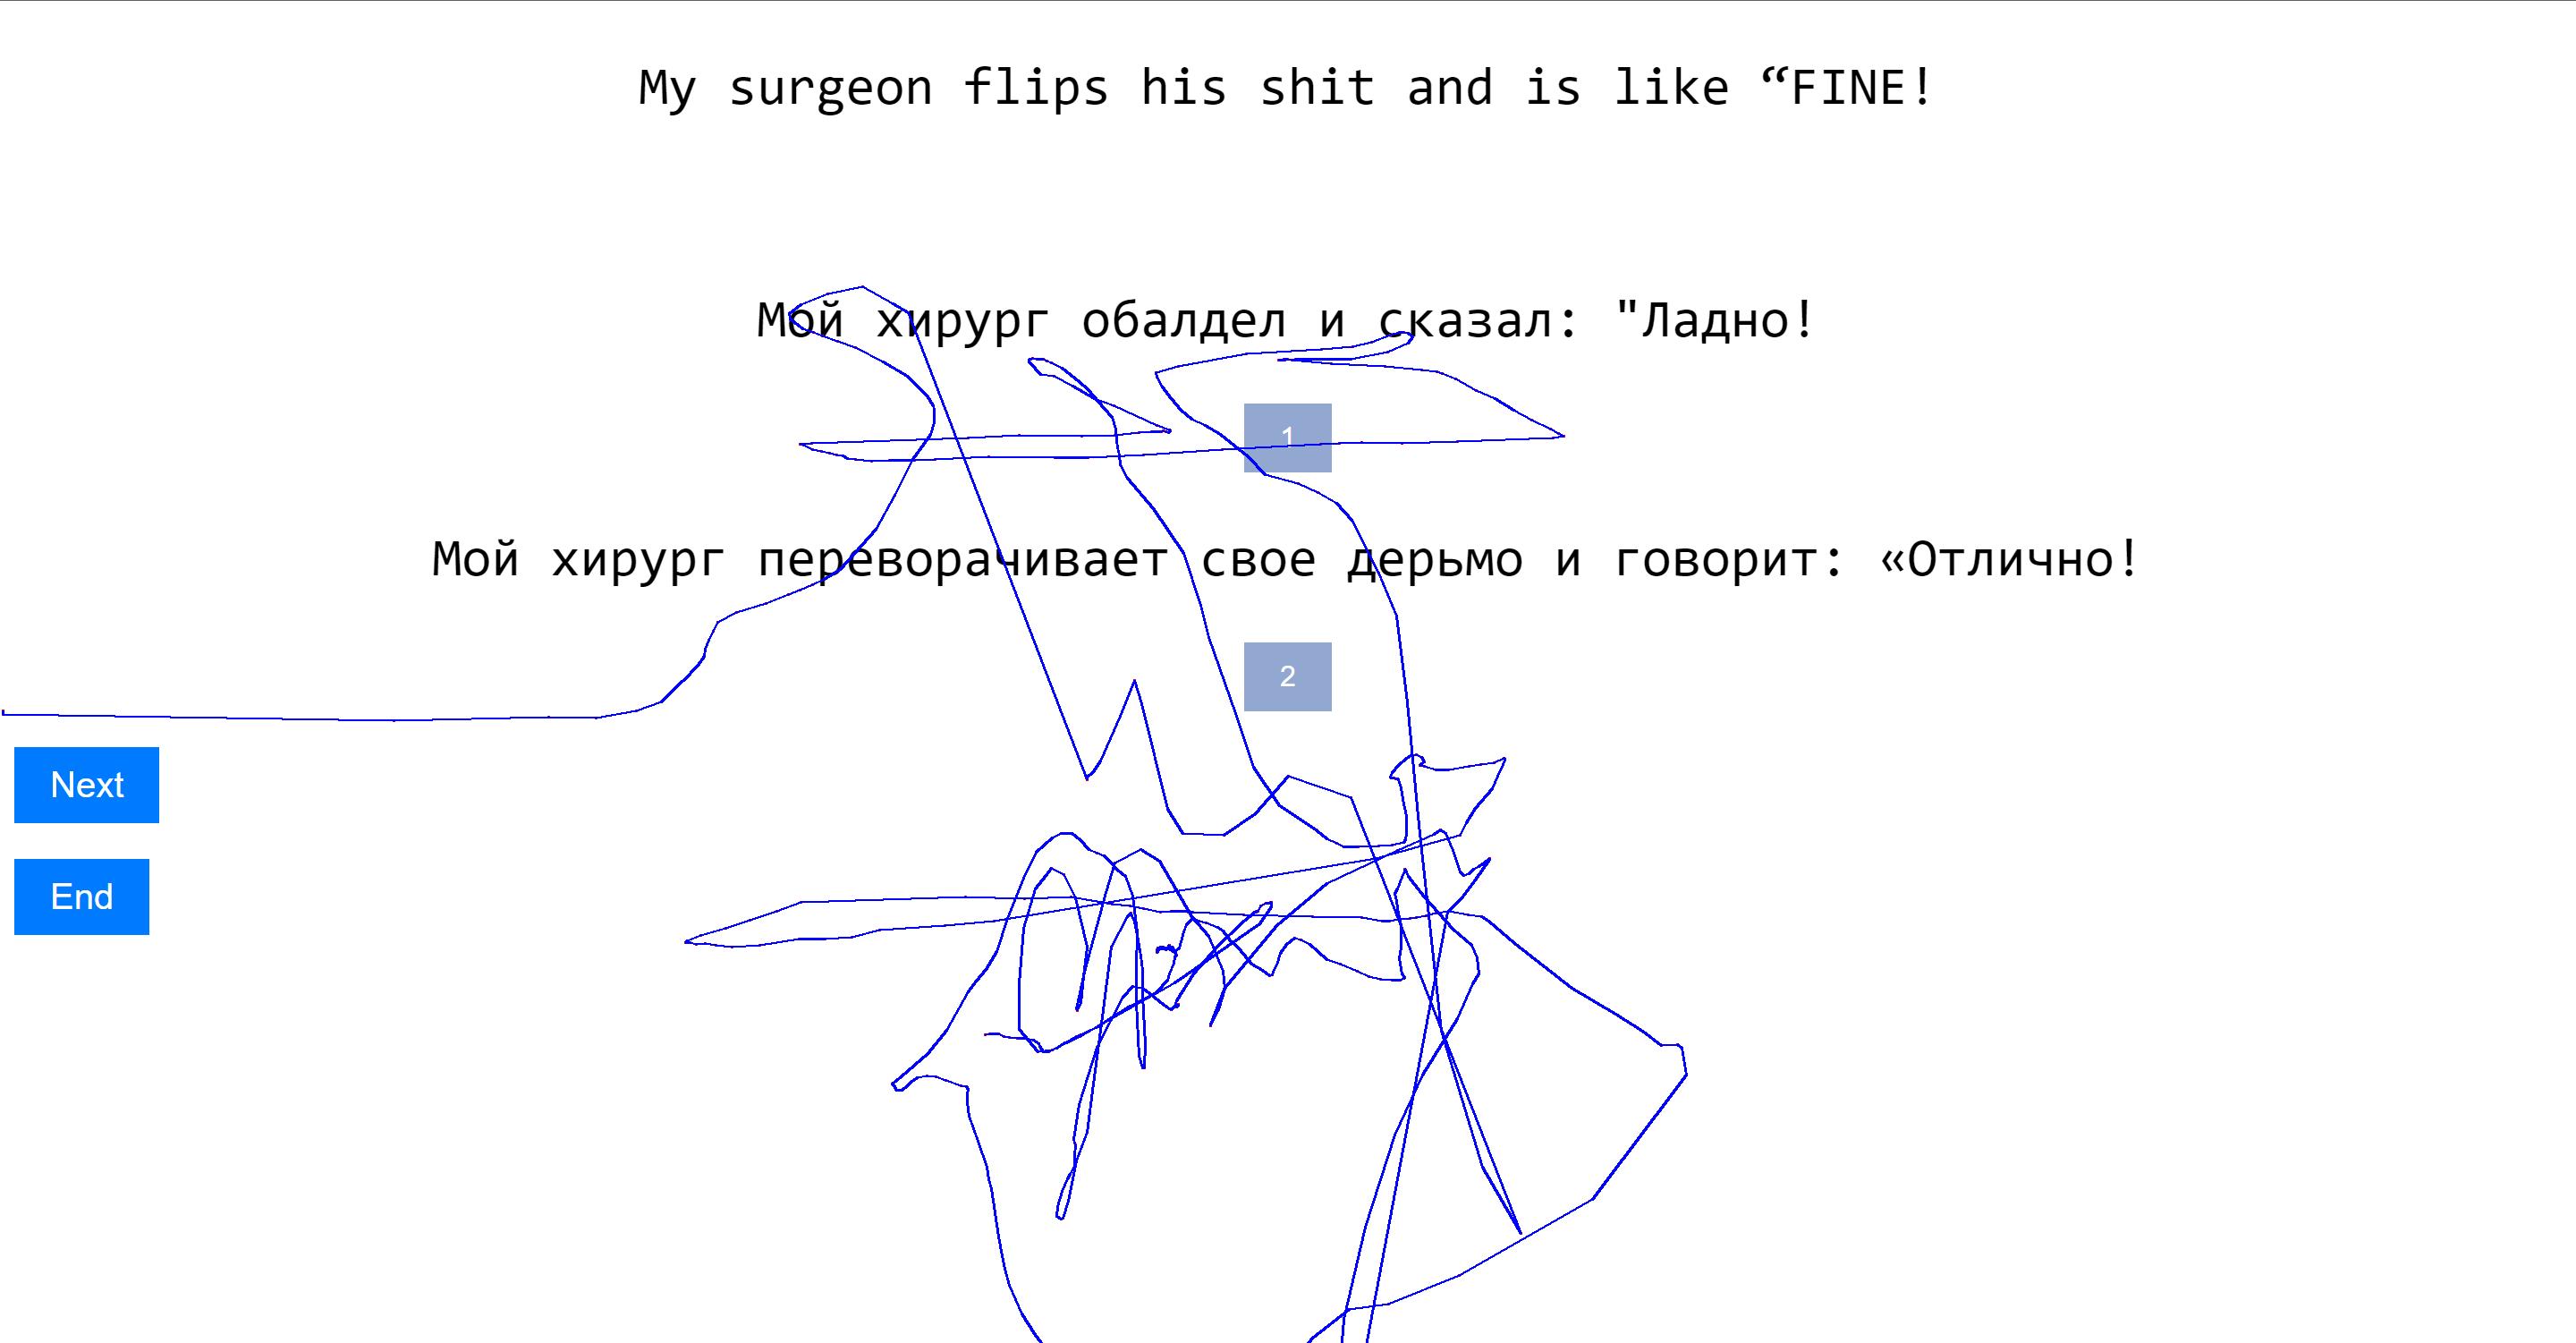 My surgeon flips his shit and is like “FINE!
Мой хирург обалдел и сказал: "Ладно!
1
Мой хирург переворачивает свое дерьмо и говорит: «Отлично!
2
Next
End